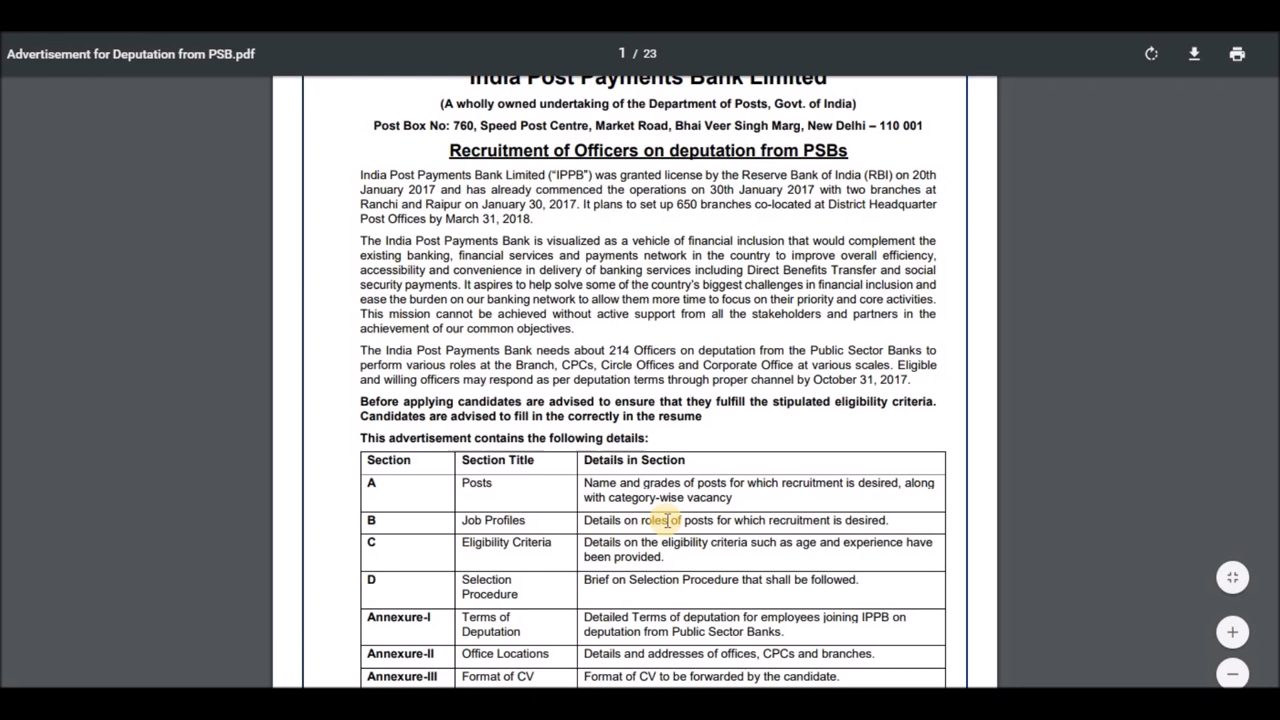 Advertisement for Deputation from PSB.pdf
1 / 23
India Post Payments Bank Limited
(A wholly owned undertaking of the Department of Posts, Govt. of India)
Post Box No: 760, Speed Post Centre, Market Road, Bhai Veer Singh Marg, New Delhi – 110 001
Recruitment of Officers on deputation from PSBs
India Post Payments Bank Limited (“IPPB”) was granted license by the Reserve Bank of India (RBI) on 20th
January 2017 and has already commenced the operations on 30th January 2017 with two branches at
Ranchi and Raipur on January 30, 2017. It plans to set up 650 branches co-located at District Headquarter
Post Offices by March 31, 2018.
The India Post Payments Bank is visualized as a vehicle of financial inclusion that would complement the
existing banking, financial services and payments network in the country to improve overall efficiency,
accessibility and convenience in delivery of banking services including Direct Benefits Transfer and social
security payments. It aspires to help solve some of the country’s biggest challenges in financial inclusion and
ease the burden on our banking network to allow them more time to focus on their priority and core activities.
This mission cannot be achieved without active support from all the stakeholders and partners in the
achievement of our common objectives.
The India Post Payments Bank needs about 214 Officers on deputation from the Public Sector Banks to
perform various roles at the Branch, CPCs, Circle Offices and Corporate Office at various scales. Eligible
and willing officers may respond as per deputation terms through proper channel by October 31, 2017.
Before applying candidates are advised to ensure that they fulfill the stipulated eligibility criteria.
Candidates are advised to fill in the correctly in the resume
This advertisement contains the following details:
Section Section Title Details in Section
A Posts Name and grades of posts for which recruitment is desired, along
with category-wise vacancy
B Job Profiles Details on roles of posts for which recruitment is desired.
C Eligibility Criteria Details on the eligibility criteria such as age and experience have
been provided.
D Selection Brief on Selection Procedure that shall be followed.
Procedure
Annexure-I Terms of Detailed Terms of deputation for employees joining IPPB on
Deputation deputation from Public Sector Banks.
Annexure-II Office Locations Details and addresses of offices, CPCs and branches.
Annexure-III Format of CV Format of CV to be forwarded by the candidate.